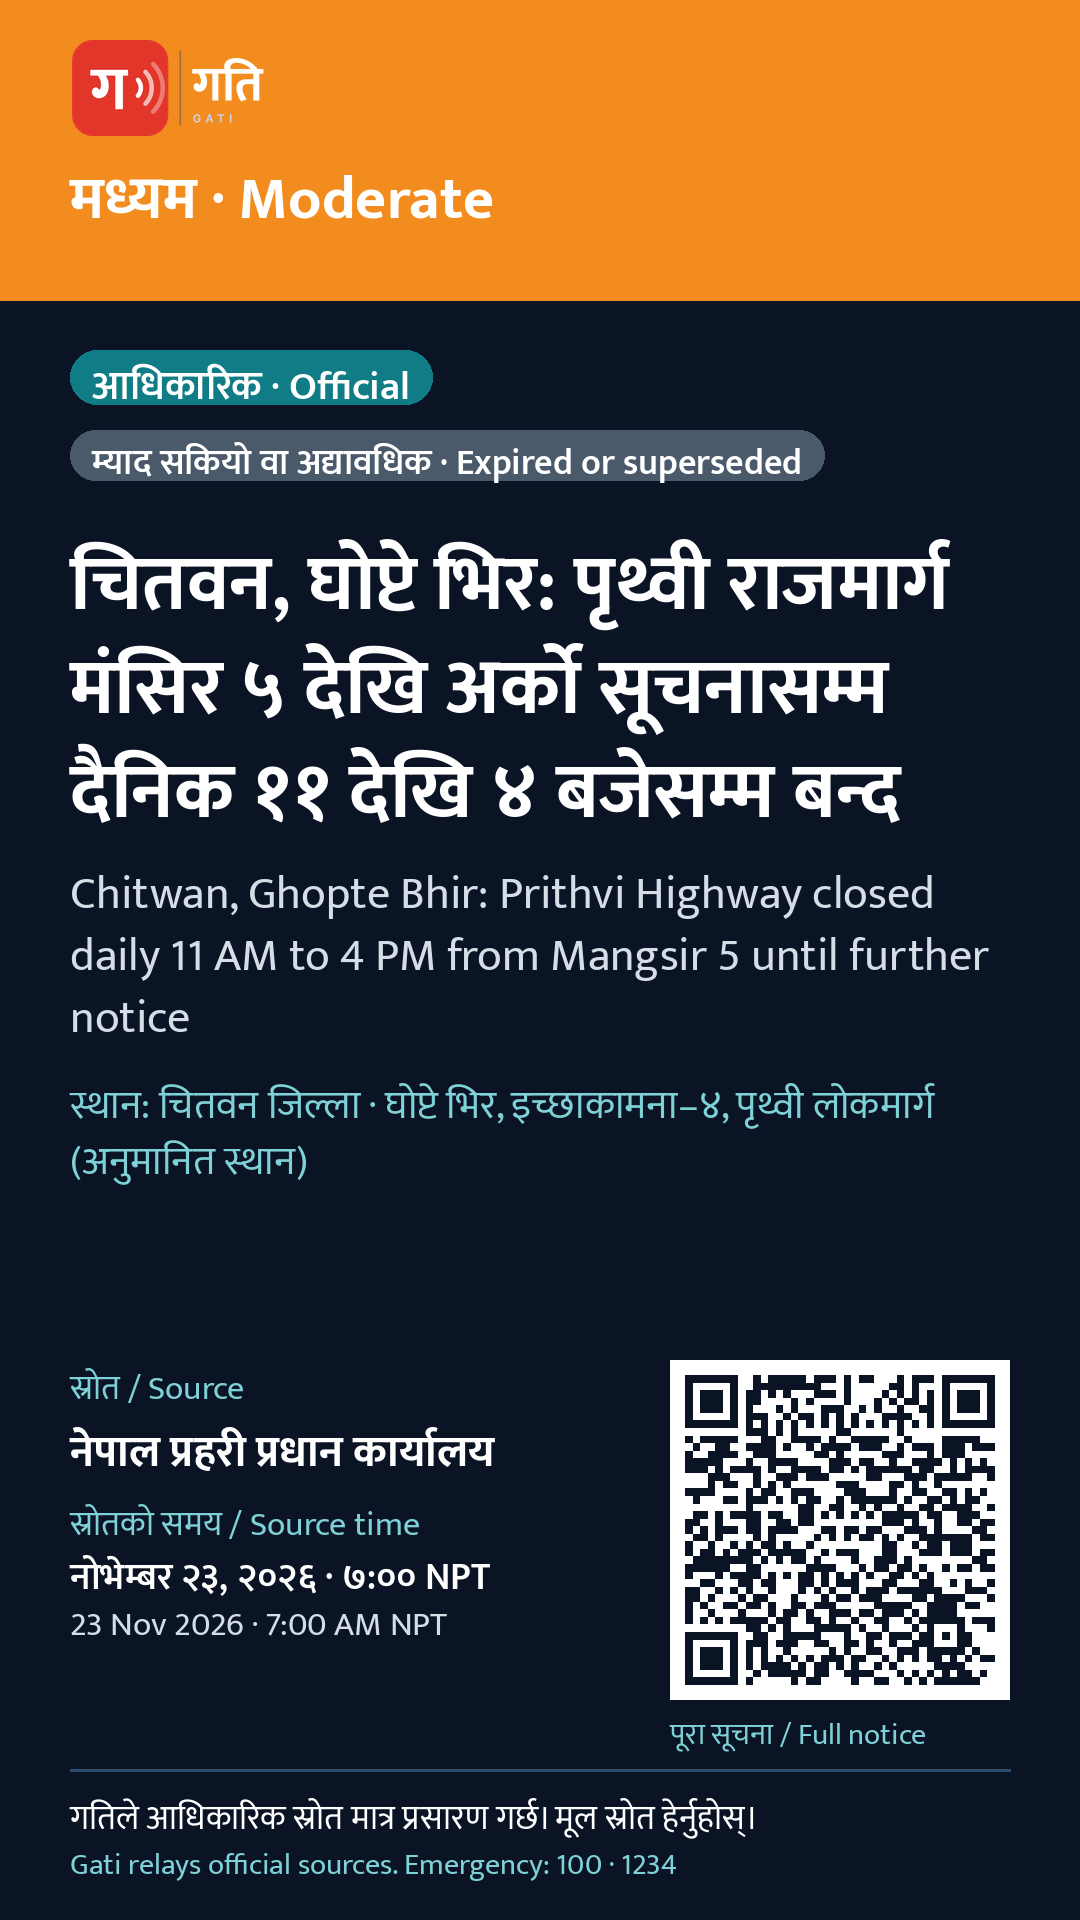 ग
गति
GATI
मध्यम · Moderate
आधिकारिक · Official
म्याद सकियो वा अद्यावधिक · Expired or superseded
चितवन, घोप्टे भिर: पृथ्वी राजमार्ग
मंसिर ५ देखि अर्को सूचनासम्म
दैनिक ११ देखि ४ बजेसम्म बन्द
Chitwan, Ghopte Bhir: Prithvi Highway closed
daily 11 AM to 4 PM from Mangsir 5 until further
notice
स्थान: चितवन जिल्ला · घोप्टे भिर, इच्छाकामना–४, पृथ्वी लोकमार्ग
(अनुमानित स्थान)
स्रोत / Source
नेपाल प्रहरी प्रधान कार्यालय
स्रोतको समय / Source time
नोभेम्बर २३, २०२६ · ७:०० NPT
23 Nov 2026 · 7:00 AM NPT
पूरा सूचना / Full notice
गतिले आधिकारिक स्रोत मात्र प्रसारण गर्छ। मूल स्रोत हेर्नुहोस्।
Gati relays official sources. Emergency: 100 · 1234